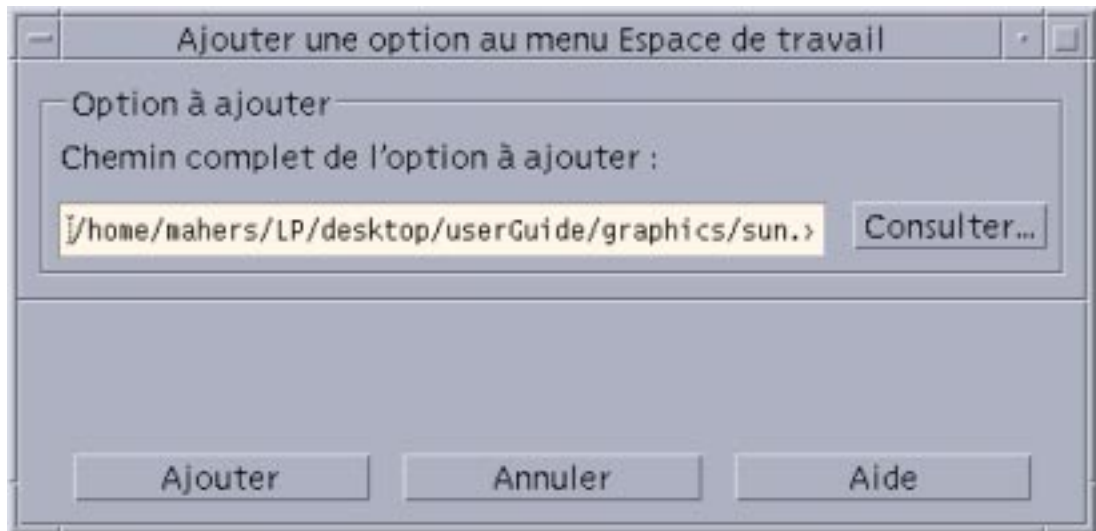 Ajouter une option au menu Espace de travail
Option à ajouter
Chemin complet de l'option à ajouter :
/home/mahers/LP/desktop/userGuide/graphics/sun.›
Consulter...
Ajouter
Annuler
Aide